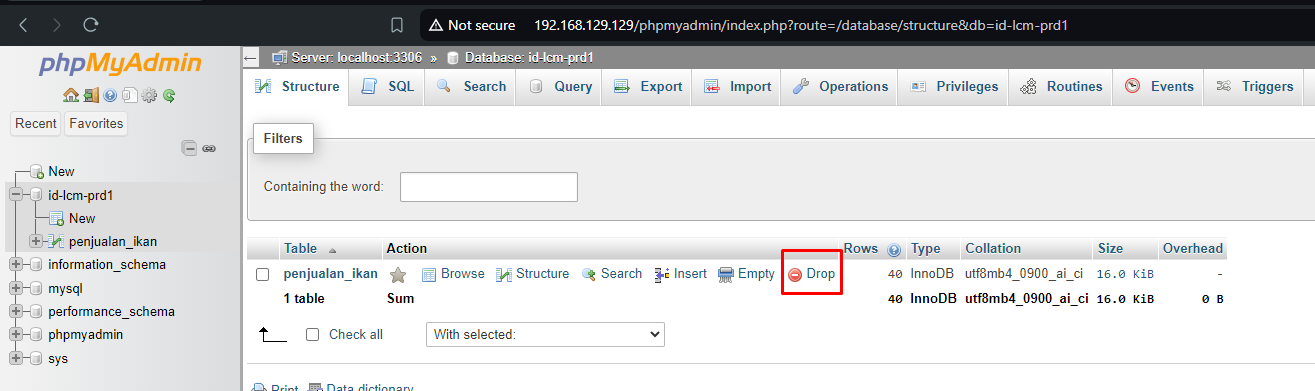 Not secure 192.168.129.129/phpmyadmin/index.php?route=/database/structure&db=id-lcm-prd1
phpMyAdmin
Recent Favorites
New
id-lcm-prd1
New
penjualan_ikan
information_schema
mysql
performance_schema
phpmyadmin
sys
Server: localhost:3306 » Database: id-lcm-prd1
Structure SQL Search Query Export Import Operations Privileges Routines Events Triggers
Filters
Containing the word:
Table Action Rows Type Collation Size Overhead
penjualan_ikan Browse Structure Search Insert Empty Drop 40 InnoDB utf8mb4_0900_ai_ci 16.0 KiB -
1 table Sum 40 InnoDB utf8mb4_0900_ai_ci 16.0 KiB 0 B
Check all With selected:
Print Data dictionary